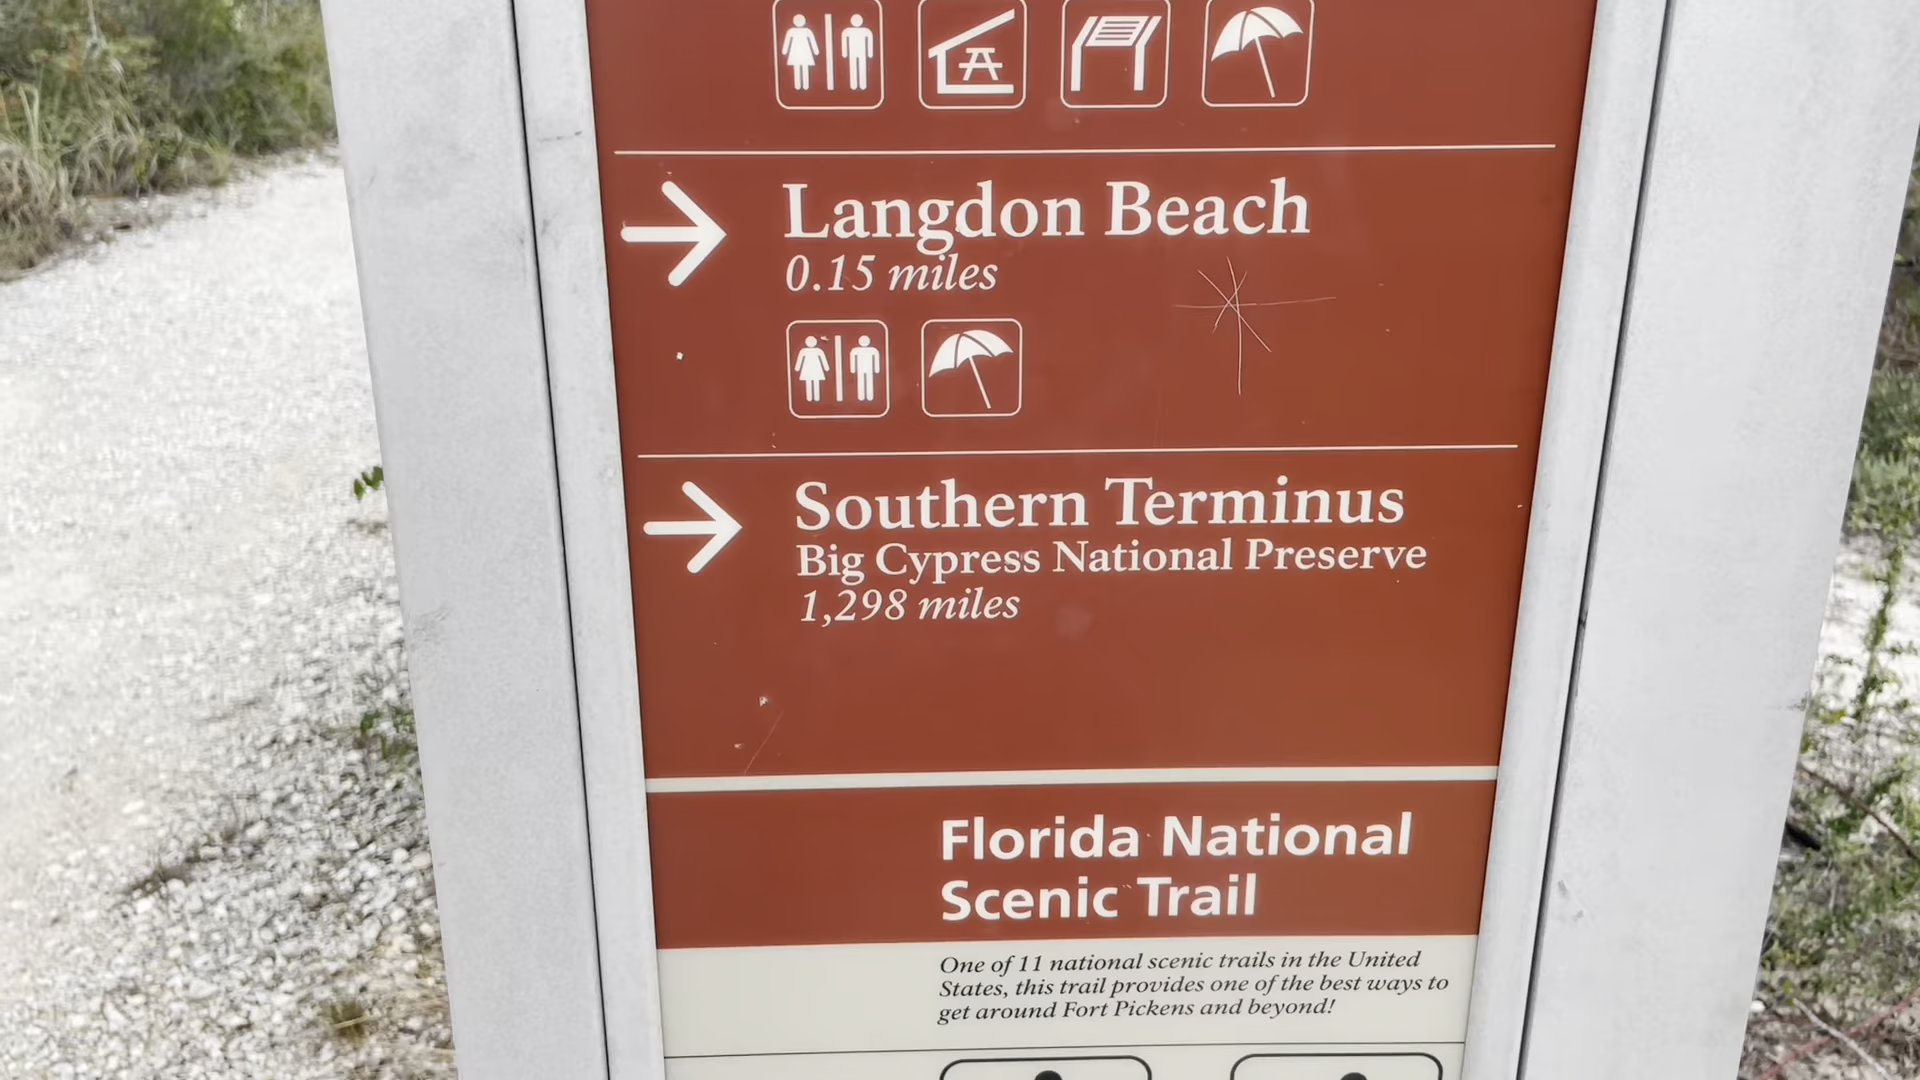 Langdon Beach
0.15 miles
Southern Terminus
Big Cypress National Preserve
1,298 miles
Florida National
Scenic Trail
One of 11 national scenic trails in the United
States, this trail provides one of the best ways to
get around Fort Pickens and beyond!